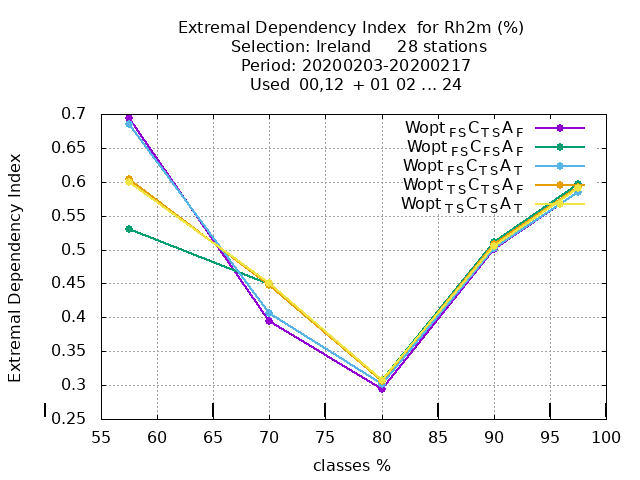 Extremal Dependency Index  for Rh2m (%)
Selection: Ireland     28 stations
Period: 20200203-20200217
Used  00,12  + 01 02 ... 24
Extremal Dependency Index
0.7
0.65
0.6
0.55
0.5
0.45
0.4
0.35
0.3
0.25
Wopt FS C TS A F
Wopt FS C FS A F
Wopt FS C TS A T
Wopt TS C TS A F
Wopt TS C TS A T
55 60 65 70 75 80 85 90 95 100
classes %